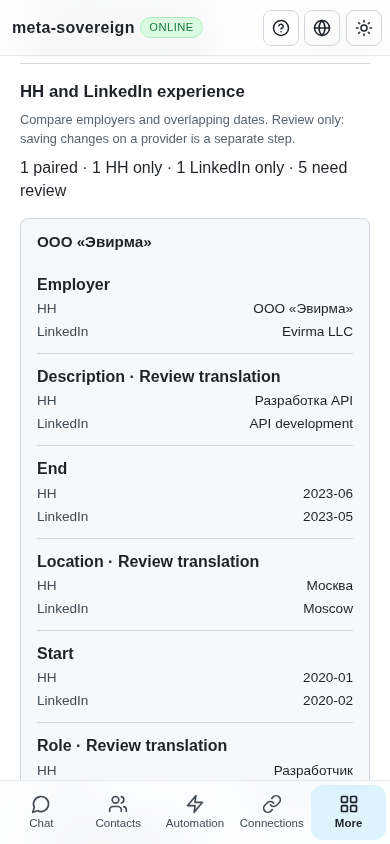 meta-sovereign ONLINE
HH and LinkedIn experience
Compare employers and overlapping dates. Review only:
saving changes on a provider is a separate step.
1 paired · 1 HH only · 1 LinkedIn only · 5 need
review
ООО «Эвирма»
Employer
HH ООО «Эвирма»
LinkedIn Evirma LLC
Description · Review translation
HH Разработка API
LinkedIn API development
End
HH 2023-06
LinkedIn 2023-05
Location · Review translation
HH Москва
LinkedIn Moscow
Start
HH 2020-01
LinkedIn 2020-02
Role · Review translation
HH Разработчик
Chat Contacts Automation Connections More